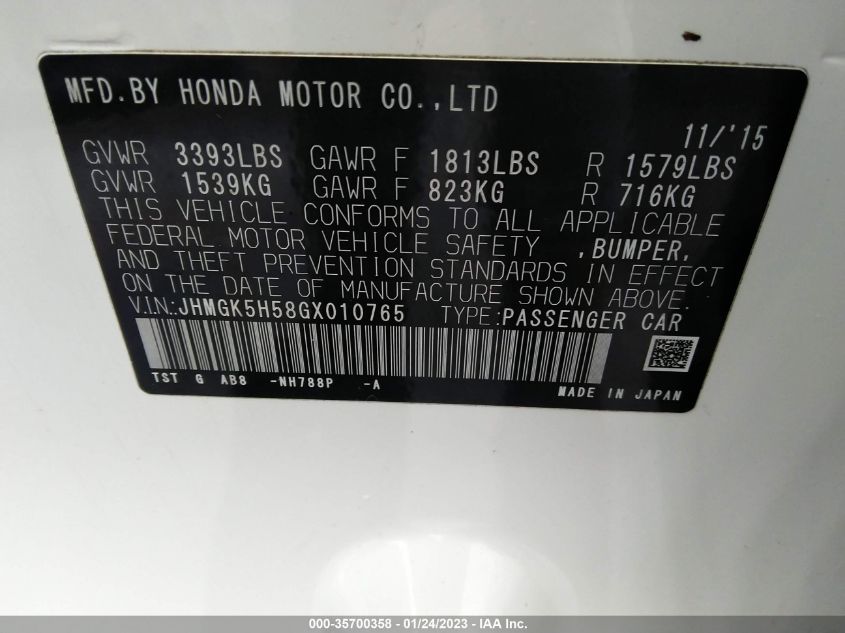 MFD.BY HONDA MOTOR CO.,LTD
11/'15
GVWR 3393LBS GAWR F 1813LBS R 1579LBS
GVWR 1539KG GAWR F 823KG R 716KG
THIS VEHICLE CONFORMS TO ALL APPLICABLE
FEDERAL MOTOR VEHICLE SAFETY ,BUMPER,
AND THEFT PREVENTION STANDARDS IN EFFECT
ON THE DATE OF MANUFACTURE SHOWN ABOVE.
V.I.N.:JHMGK5H58GX010765 TYPE:PASSENGER CAR
TST G AB8 -NH788P -A
MADE IN JAPAN
000-35700358 - 01/24/2023 - IAA Inc.